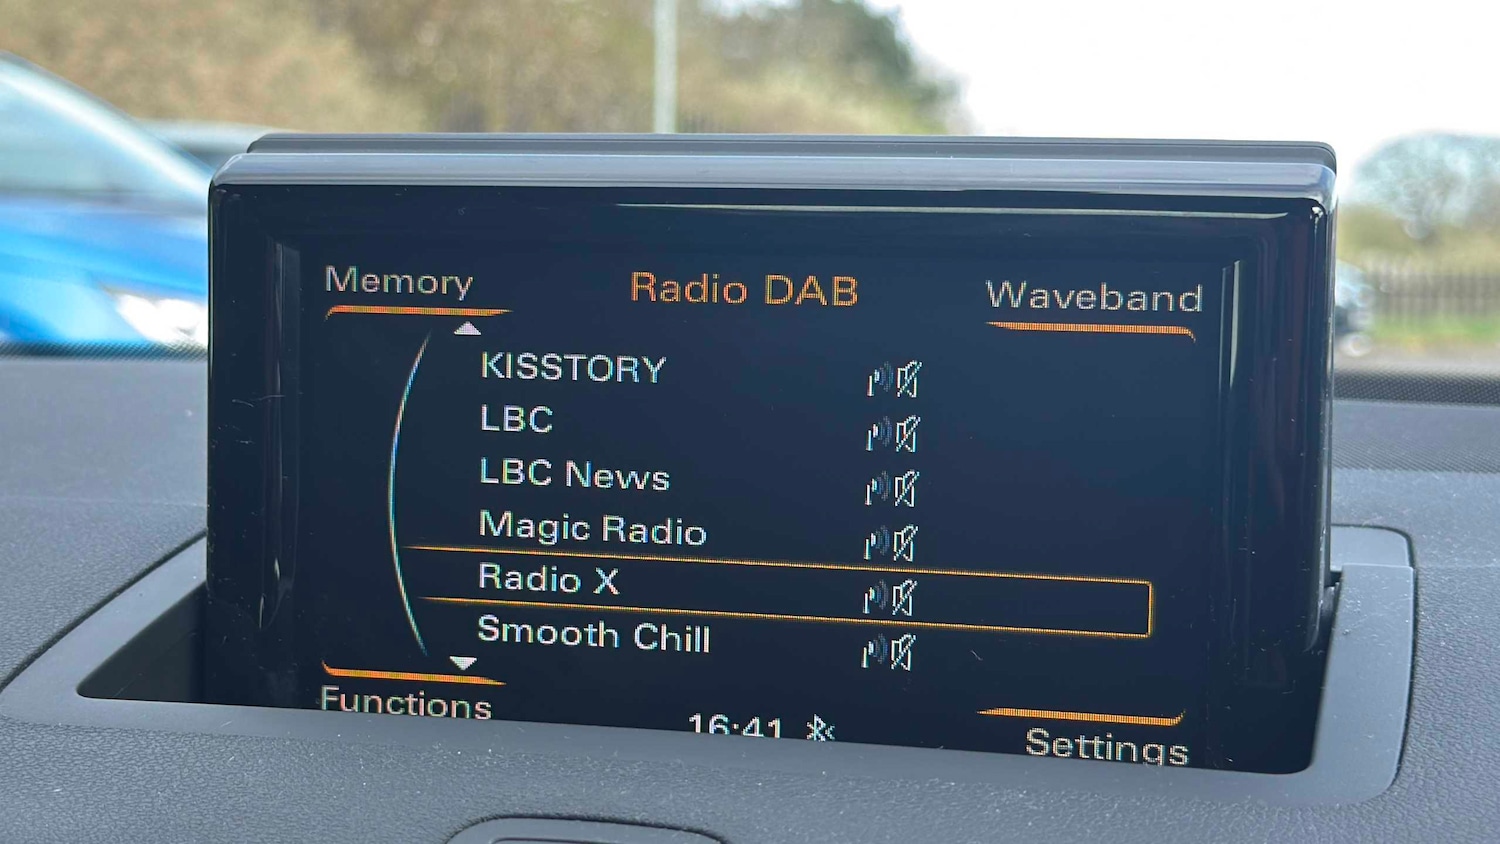 Memory
Radio DAB
Waveband
KISSTORY
LBC
LBC News
Magic Radio
Radio X
Smooth Chill
Functions
16:41
Settings